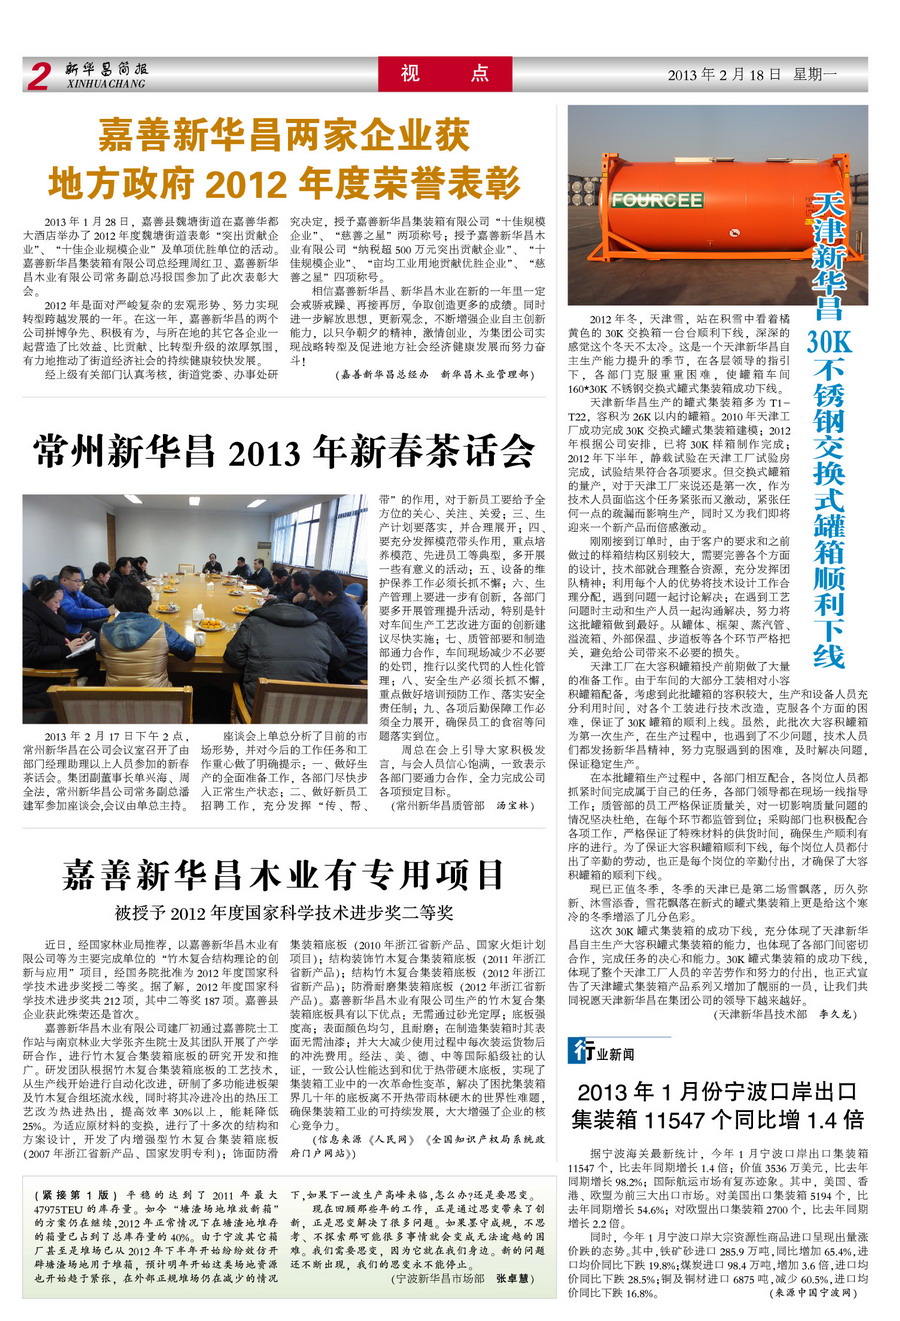 2 新华昌简报
XINHUACHANG
视 点
2013 年 2 月 18 日 星期一
嘉善新华昌两家企业获
地方政府 2012 年度荣誉表彰
2013 年 1 月 28 日，嘉善县魏塘街道在嘉善华都
大酒店举办了 2012 年度魏塘街道表彰“突出贡献企
业”、“十佳企业规模企业”及单项优胜单位的活动。
嘉善新华昌集装箱有限公司总经理周红卫、嘉善新华
昌木业有限公司常务副总冯报国参加了此次表彰大
会。
2012 年是面对严峻复杂的宏观形势、努力实现
转型跨越发展的一年，在这一年，嘉善新华昌的两个
公司拼博争先、积极有为，与所在地的其它各企业一
起营造了比效益、比贡献、比转型升级的浓厚氛围，
有力地推动了街道经济社会的持续健康较快发展。
经上级有关部门认真考核，街道党委、办事处研
究决定，授予嘉善新华昌集装箱有限公司“十佳规模
企业”、“慈善之星”两项称号；授予嘉善新华昌木
业有限公司“纳税超 500 万元突出贡献企业”、“十
佳规模企业”、“亩均工业用地贡献优胜企业”、“慈
善之星”四项称号。
相信嘉善新华昌、新华昌木业在新的一年里一定
会戒骄戒躁、再接再厉，争取创造更多的成绩。同时
进一步解放思想，更新观念，不断增强企业自主创新
能力，以只争朝夕的精神，激情创业，为集团公司实
现战略转型及促进地方社会经济健康发展而努力奋
斗！
（嘉善新华昌总经办 新华昌木业管理部）
常州新华昌 2013 年新春茶话会
2013 年 2 月 17 日下午 2 点，
常州新华昌在公司会议室召开了由
部门经理助理以上人员参加的新春
茶话会。集团副董事长单兴海、周
全法，常州新华昌公司常务副总潘
建军参加座谈会,会议由单总主持。
座谈会上单总分析了目前的市
场形势，并对今后的工作任务和工
作重心做了明确提示：一、做好生
产的全面准备工作，各部门尽快步
入正常生产状态；二、做好新员工
招聘工作，充分发挥“传、帮、
带”的作用，对于新员工要给予全
方位的关心、关注、关爱；三、生
产计划要落实，并合理展开；四、
要充分发挥模范带头作用，重点培
养模范、先进员工等典型，多开展
一些有意义的活动；五、设备的维
护保养工作必须长抓不懈；六、生
产管理上要进一步有创新，各部门
要多开展管理提升活动，特别是针
对车间生产工艺改进方面的创新建
议尽快实施；七、质管部要和制造
部通力合作，车间现场减少不必要
的处罚，推行以奖代罚的人性化管
理；八、安全生产必须长抓不懈，
重点做好培训预防工作、落实安全
责任制；九、各项后勤保障工作必
须全力展开，确保员工的食宿等问
题落实到位。
周总在会上引导大家积极发
言，与会人员信心饱满，一致表示
各部门要通力合作，全力完成公司
各项预定目标。
（常州新华昌质管部 汤宝林）
嘉善新华昌木业有专用项目
被授予 2012 年度国家科学技术进步奖二等奖
近日，经国家林业局推荐，以嘉善新华昌木业有
限公司等为主要完成单位的“竹木复合结构理论的创
新与应用”项目，经国务院批准为 2012 年度国家科
学技术进步奖授二等奖。据了解，2012 年度国家科
学技术进步奖共 212 项，其中二等奖 187 项。嘉善县
企业获此殊荣还是首次。
嘉善新华昌木业有限公司建厂初通过嘉善院士工
作站与南京林业大学张齐生院士及其团队开展了产学
研合作，进行竹木复合集装箱底板的研究开发和推
广。研发团队根据竹木复合集装箱底板的工艺技术，
从生产线开始进行自动化改进，研制了多功能进板架
及竹木复合组坯流水线，同时将其冷进冷出的热压工
艺改为热进热出，提高效率 30%以上，能耗降低
25%。为适应原材料的变换，进行了十多次的结构和
方案设计，开发了内增强型竹木复合集装箱底板
(2007 年浙江省新产品、国家发明专利)；饰面防滑
集装箱底板（2010 年浙江省新产品、国家火炬计划
项目)；结构装饰竹木复合集装箱底板（2011 年浙江
省新产品）；结构竹木复合集装箱底板（2012 年浙江
省新产品）；防滑耐磨集装箱底板（2012 年浙江省新
产品)。嘉善新华昌木业有限公司生产的竹木复合集
装箱底板具有以下优点：无需通过砂光定厚；底板强
度高；表面颜色均匀，且耐磨；在制造集装箱时其表
面无需油漆；并大大减少使用过程中每次装运货物后
的冲洗费用。经法、美、德、中等国际船级社的认
证，一致公认性能达到和优于热带硬木底板，实现了
集装箱工业中的一次革命性变革，解决了困扰集装箱
界几十年的底板离不开热带雨林硬木的世界性难题，
确保集装箱工业的可持续发展，大大增强了企业的核
心竞争力。
（信息来源《人民网》《全国知识产权局系统政
府门户网站》）
（紧接第 1 版）平稳的达到了 2011 年最大
47975TEU 的库存量。如今“塘渣场地堆放新箱”
的方案仍在继续,2012 年正常情况下在塘渣地堆存
的箱量已占到了总库存量的 40%。由于宁波其它箱
厂甚至是堆场已从 2012 年下半年开始纷纷效仿开
辟塘渣场地用于堆箱，预计明年开始这类场地资源
也开始趋于紧张，在外部正规堆场仍在减少的情况
下,如果下一波生产高峰来临,怎么办?还是要思变。
现在回顾那些年的工作，正是通过思变带来了创
新，正是思变解决了很多问题。如果墨守成规，不思
考、不探索那可能很多事情就会变成无法逾越的困
难。我们需要思变，因为它就在我们身边。新的问题
还不断出现，我们的思变永不能停止。
（宁波新华昌市场部 张卓慧）
FOURCEE
天津新华昌 30K 不锈钢交换式罐箱顺利下线
2012 年冬，天津雪，站在积雪中看着橘
黄色的 30K 交换箱一台台顺利下线，深深的
感觉这个冬天不太冷。这是一个天津新华昌自
主生产能力提升的季节，在各层领导的指引
下，各部门克服重重困难，使罐箱车间
160*30K 不锈钢交换式罐式集装箱成功下线。
天津新华昌生产的罐式集装箱多为 T1-
T22，容积为 26K 以内的罐箱。2010 年天津工
厂成功完成 30K 交换式罐式集装箱建模；2012
年根据公司安排，已将 30K 样箱制作完成；
2012 年下半年，静载试验在天津工厂试验房
完成，试验结果符合各项要求。但交换式罐箱
的量产，对于天津工厂来说还是第一次，作为
技术人员面临这个任务紧张而又激动，紧张任
何一点的疏漏而影响生产，同时又为我们即将
迎来一个新产品而倍感激动。
刚刚接到订单时，由于客户的要求和之前
做过的样箱结构区别较大，需要完善各个方面
的设计，技术部就合理整合资源，充分发挥团
队精神；利用每个人的优势将技术设计工作合
理分配，遇到问题一起讨论解决；在遇到工艺
问题时主动和生产人员一起沟通解决，努力将
这批罐箱做到最好。从罐体、框架、蒸汽管、
溢流箱、外部保温、步道板等各个环节严格把
关，避免给公司带来不必要的损失。
天津工厂在大容积罐箱投产前期做了大量
的准备工作。由于车间的大部分工装相对小容
积罐箱配备，考虑到此批罐箱的容积较大，生产和设备人员充
分利用时间，对各个工装进行技术改造，克服各个方面的困
难，保证了 30K 罐箱的顺利上线。虽然，此批次大容积罐箱
为第一次生产，在生产过程中，也遇到了不少问题，技术人员
们都发扬新华昌精神，努力克服遇到的困难，及时解决问题，
保证稳定生产。
在本批罐箱生产过程中，各部门相互配合，各岗位人员都
抓紧时间完成属于自己的任务，各部门领导都在现场一线指导
工作；质管部的员工严格保证质量关，对一切影响质量问题的
情况坚决杜绝，在每个环节都监管到位；采购部门也积极配合
各项工作，严格保证了特殊材料的供货时间，确保生产顺利有
序的进行。为了保证大容积罐箱顺利下线，每个岗位人员都付
出了辛勤的劳动，也正是每个岗位的辛勤付出，才确保了大容
积罐箱的顺利下线。
现已正值冬季，冬季的天津已是第二场雪飘落，历久弥
新、沐雪添香，雪花飘落在新式的罐式集装箱上更是给这个寒
冷的冬季增添了几分色彩。
这次 30K 罐式集装箱的成功下线，充分体现了天津新华
昌自主生产大容积罐式集装箱的能力，也体现了各部门间密切
合作，完成任务的决心和能力。30K 罐式集装箱的成功下线，
体现了整个天津工厂人员的辛苦劳作和努力的付出，也正式宣
告了天津罐式集装箱产品系列又增加了靓丽的一员，让我们共
同祝愿天津新华昌在集团公司的领导下越来越好。
（天津新华昌技术部 李久龙）
行业新闻
2013 年 1 月份宁波口岸出口
集装箱 11547 个同比增 1.4 倍
据宁波海关最新统计，今年 1 月宁波口岸出口集装箱
11547 个，比去年同期增长 1.4 倍；价值 3536 万美元，比去年
同期增长 98.2%；国际航运市场有复苏迹象。其中，美国、香
港、欧盟为前三大出口市场。对美国出口集装箱 5194 个，比
去年同期增长 54.6%；对欧盟出口集装箱 2700 个，比去年同期
增长 2.2 倍。
同时，今年 1 月宁波口岸大宗资源性商品进口呈现出量涨
价跌的态势。其中,铁矿砂进口 285.9 万吨,同比增加 65.4%,进
口均价同比下跌 19.8%;煤炭进口 98.4 万吨,增加 3.6 倍,进口均
价同比下跌 28.5%;铜及铜材进口 6875 吨,减少 60.5%,进口均
价同比下跌 16.8%。 （来源中国宁波网）